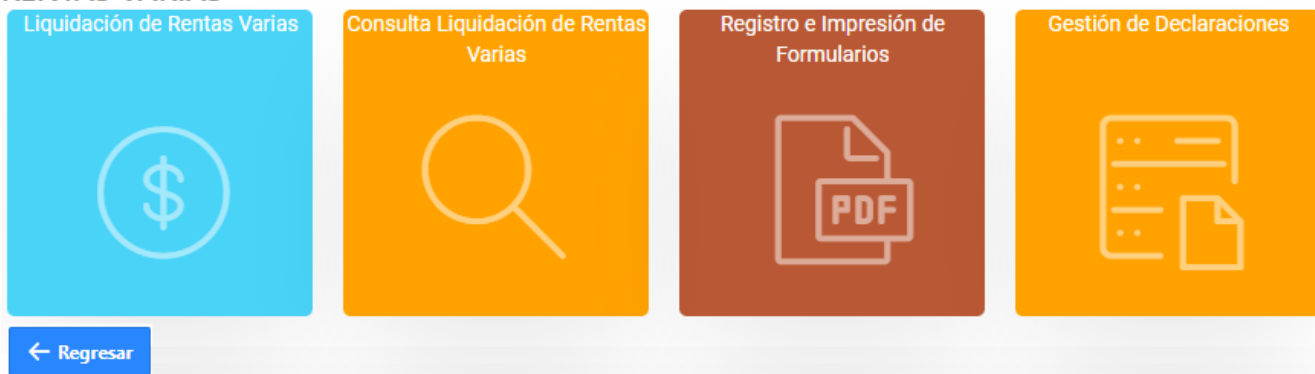 Liquidación de Rentas Varias
Consulta Liquidación de Rentas
Varias
Registro e Impresión de
Formularios
Gestión de Declaraciones
PDF
← Regresar